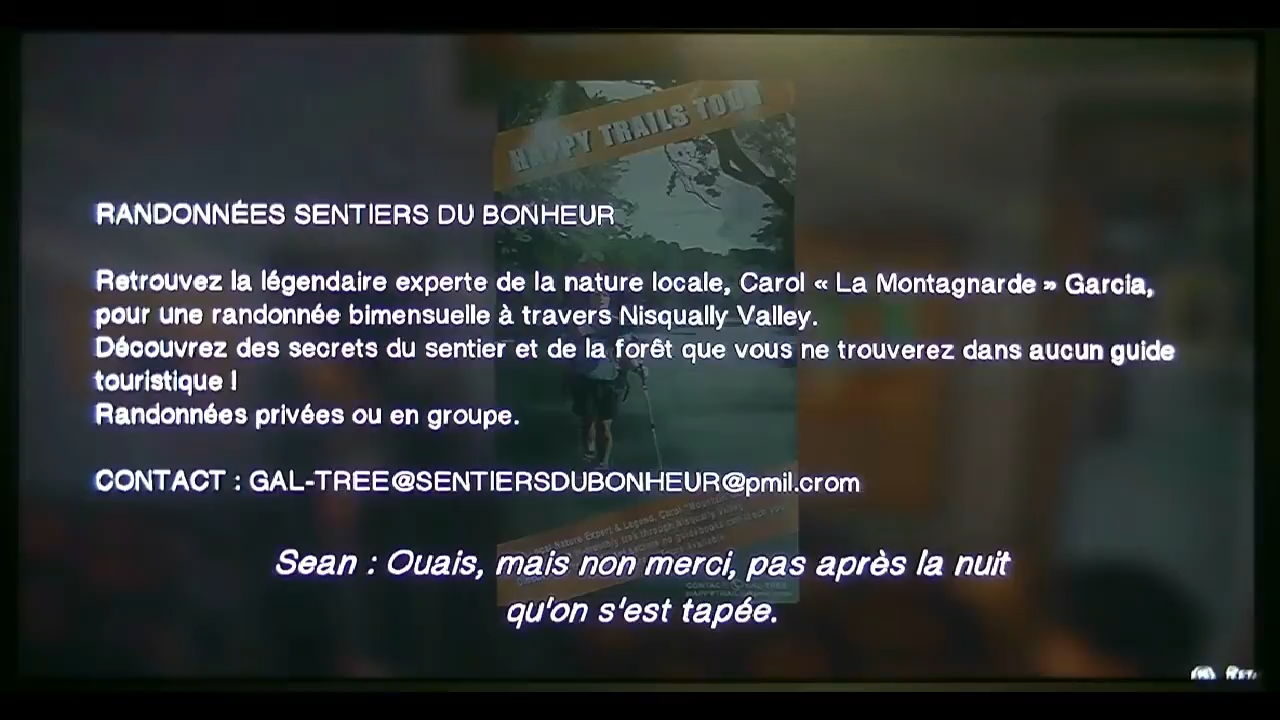 HAPPY TRAILS TOUR
RANDONNÉES SENTIERS DU BONHEUR
Retrouvez la légendaire experte de la nature locale, Carol « La Montagnarde » Garcia,
pour une randonnée bimensuelle à travers Nisqually Valley.
Découvrez des secrets du sentier et de la forêt que vous ne trouverez dans aucun guide
touristique !
Randonnées privées ou en groupe.
CONTACT : GAL-TREE@SENTIERSDUBONHEUR@pmil.crom
Sean : Ouais, mais non merci, pas après la nuit
qu'on s'est tapée.